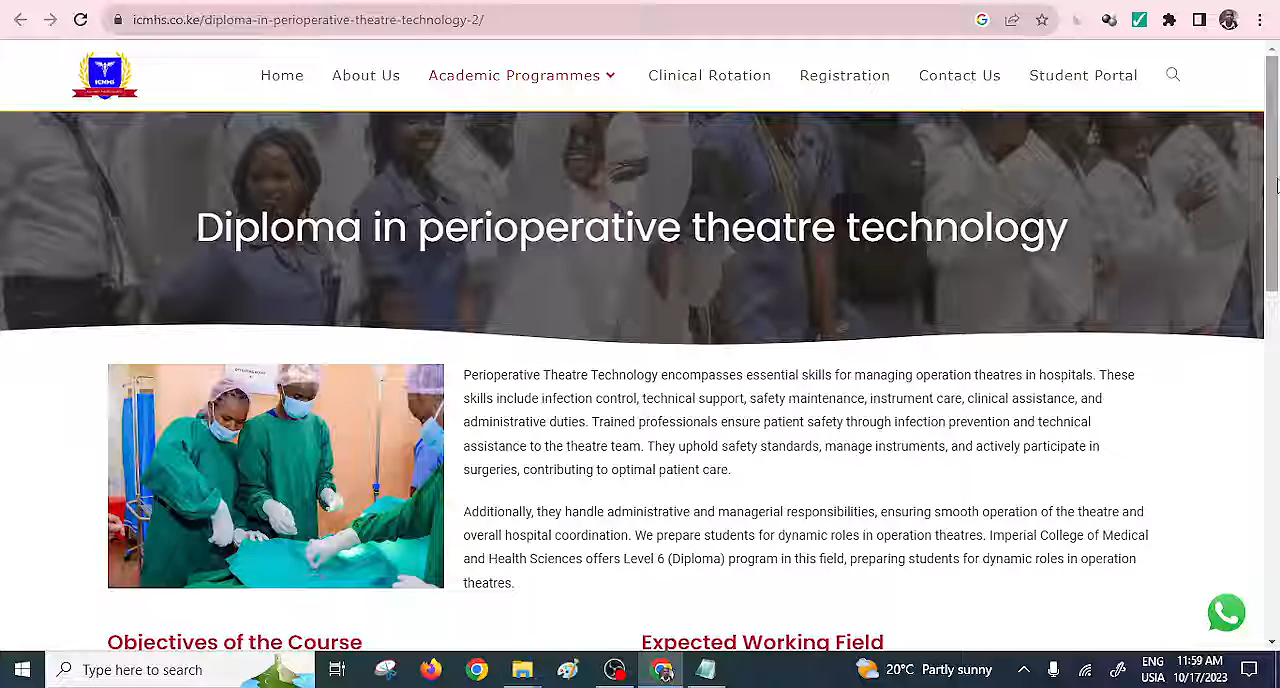 icmhs.co.ke/diploma-in-perioperative-theatre-technology-2/
ICMHS
Home About Us Academic Programmes Clinical Rotation Registration Contact Us Student Portal
Diploma in perioperative theatre technology
Perioperative Theatre Technology encompasses essential skills for managing operation theatres in hospitals. These
skills include infection control, technical support, safety maintenance, instrument care, clinical assistance, and
administrative duties. Trained professionals ensure patient safety through infection prevention and technical
assistance to the theatre team. They uphold safety standards, manage instruments, and actively participate in
surgeries, contributing to optimal patient care.
Additionally, they handle administrative and managerial responsibilities, ensuring smooth operation of the theatre and
overall hospital coordination. We prepare students for dynamic roles in operation theatres. Imperial College of Medical
and Health Sciences offers Level 6 (Diploma) program in this field, preparing students for dynamic roles in operation
theatres.
Objectives of the Course
Expected Working Field
Type here to search
20°C Partly sunny
ENG
USIA
11:59 AM
10/17/2023